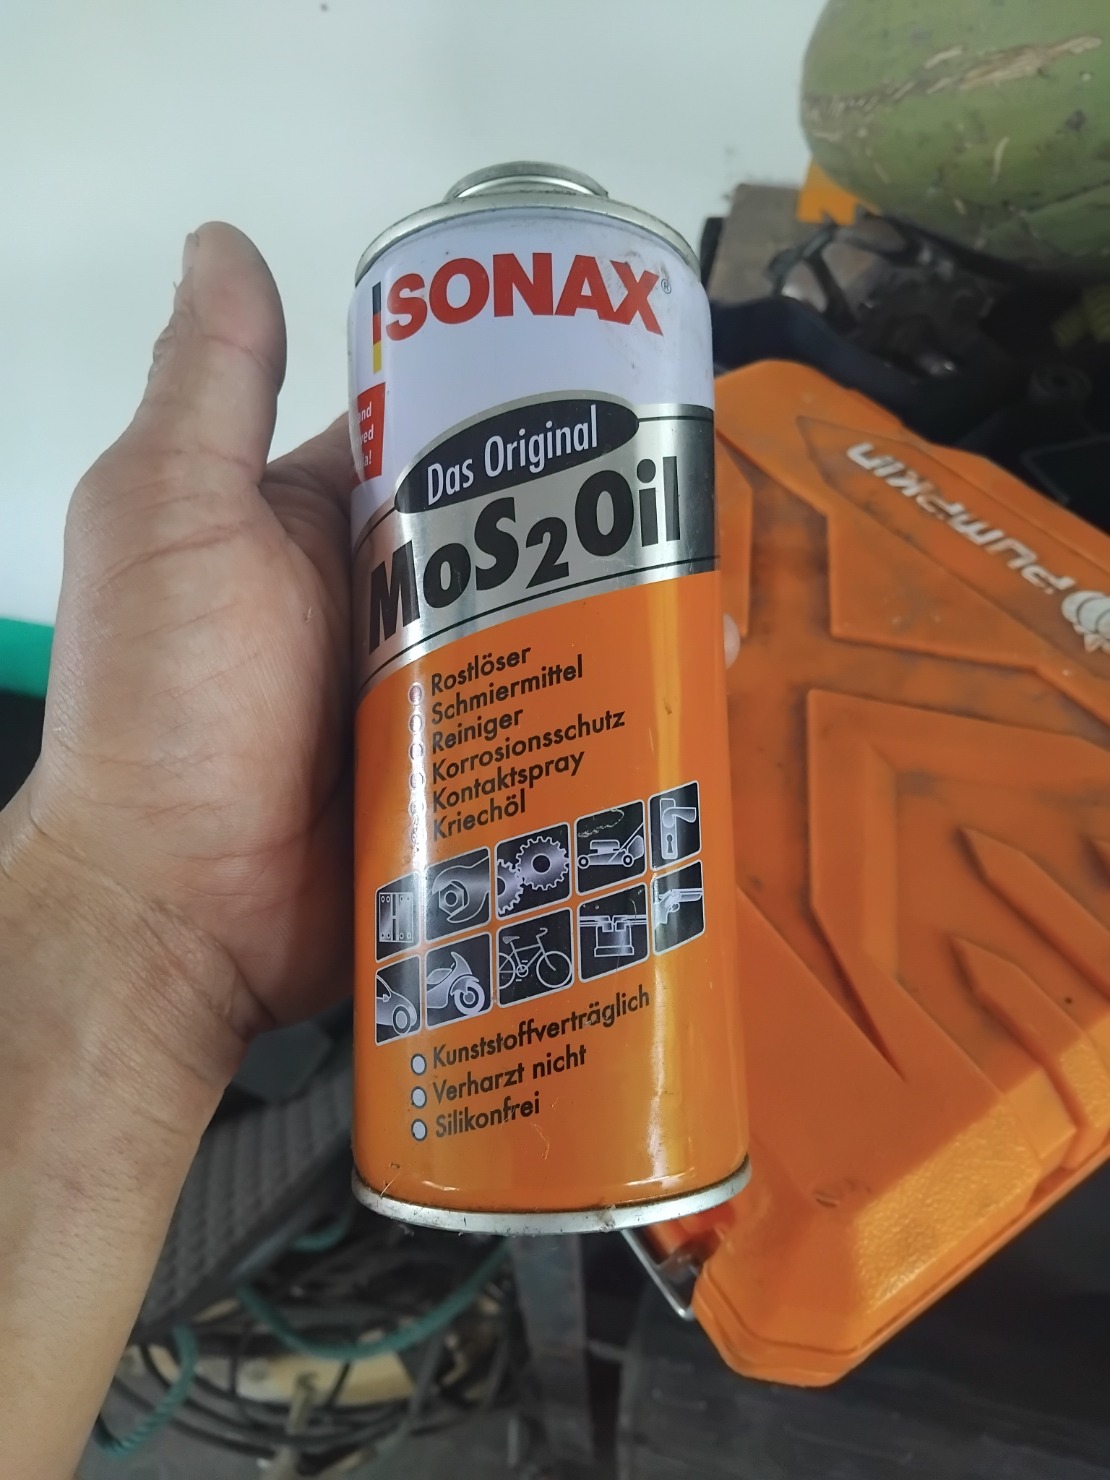 SONAX®
Das Original
MoS2Oil
Rostlöser
Schmiermittel
Reiniger
Korrosionsschutz
Kontaktspray
Kriechöl
Kunststoffverträglich
Verharzt nicht
Silikonfrei
PUMPKIN